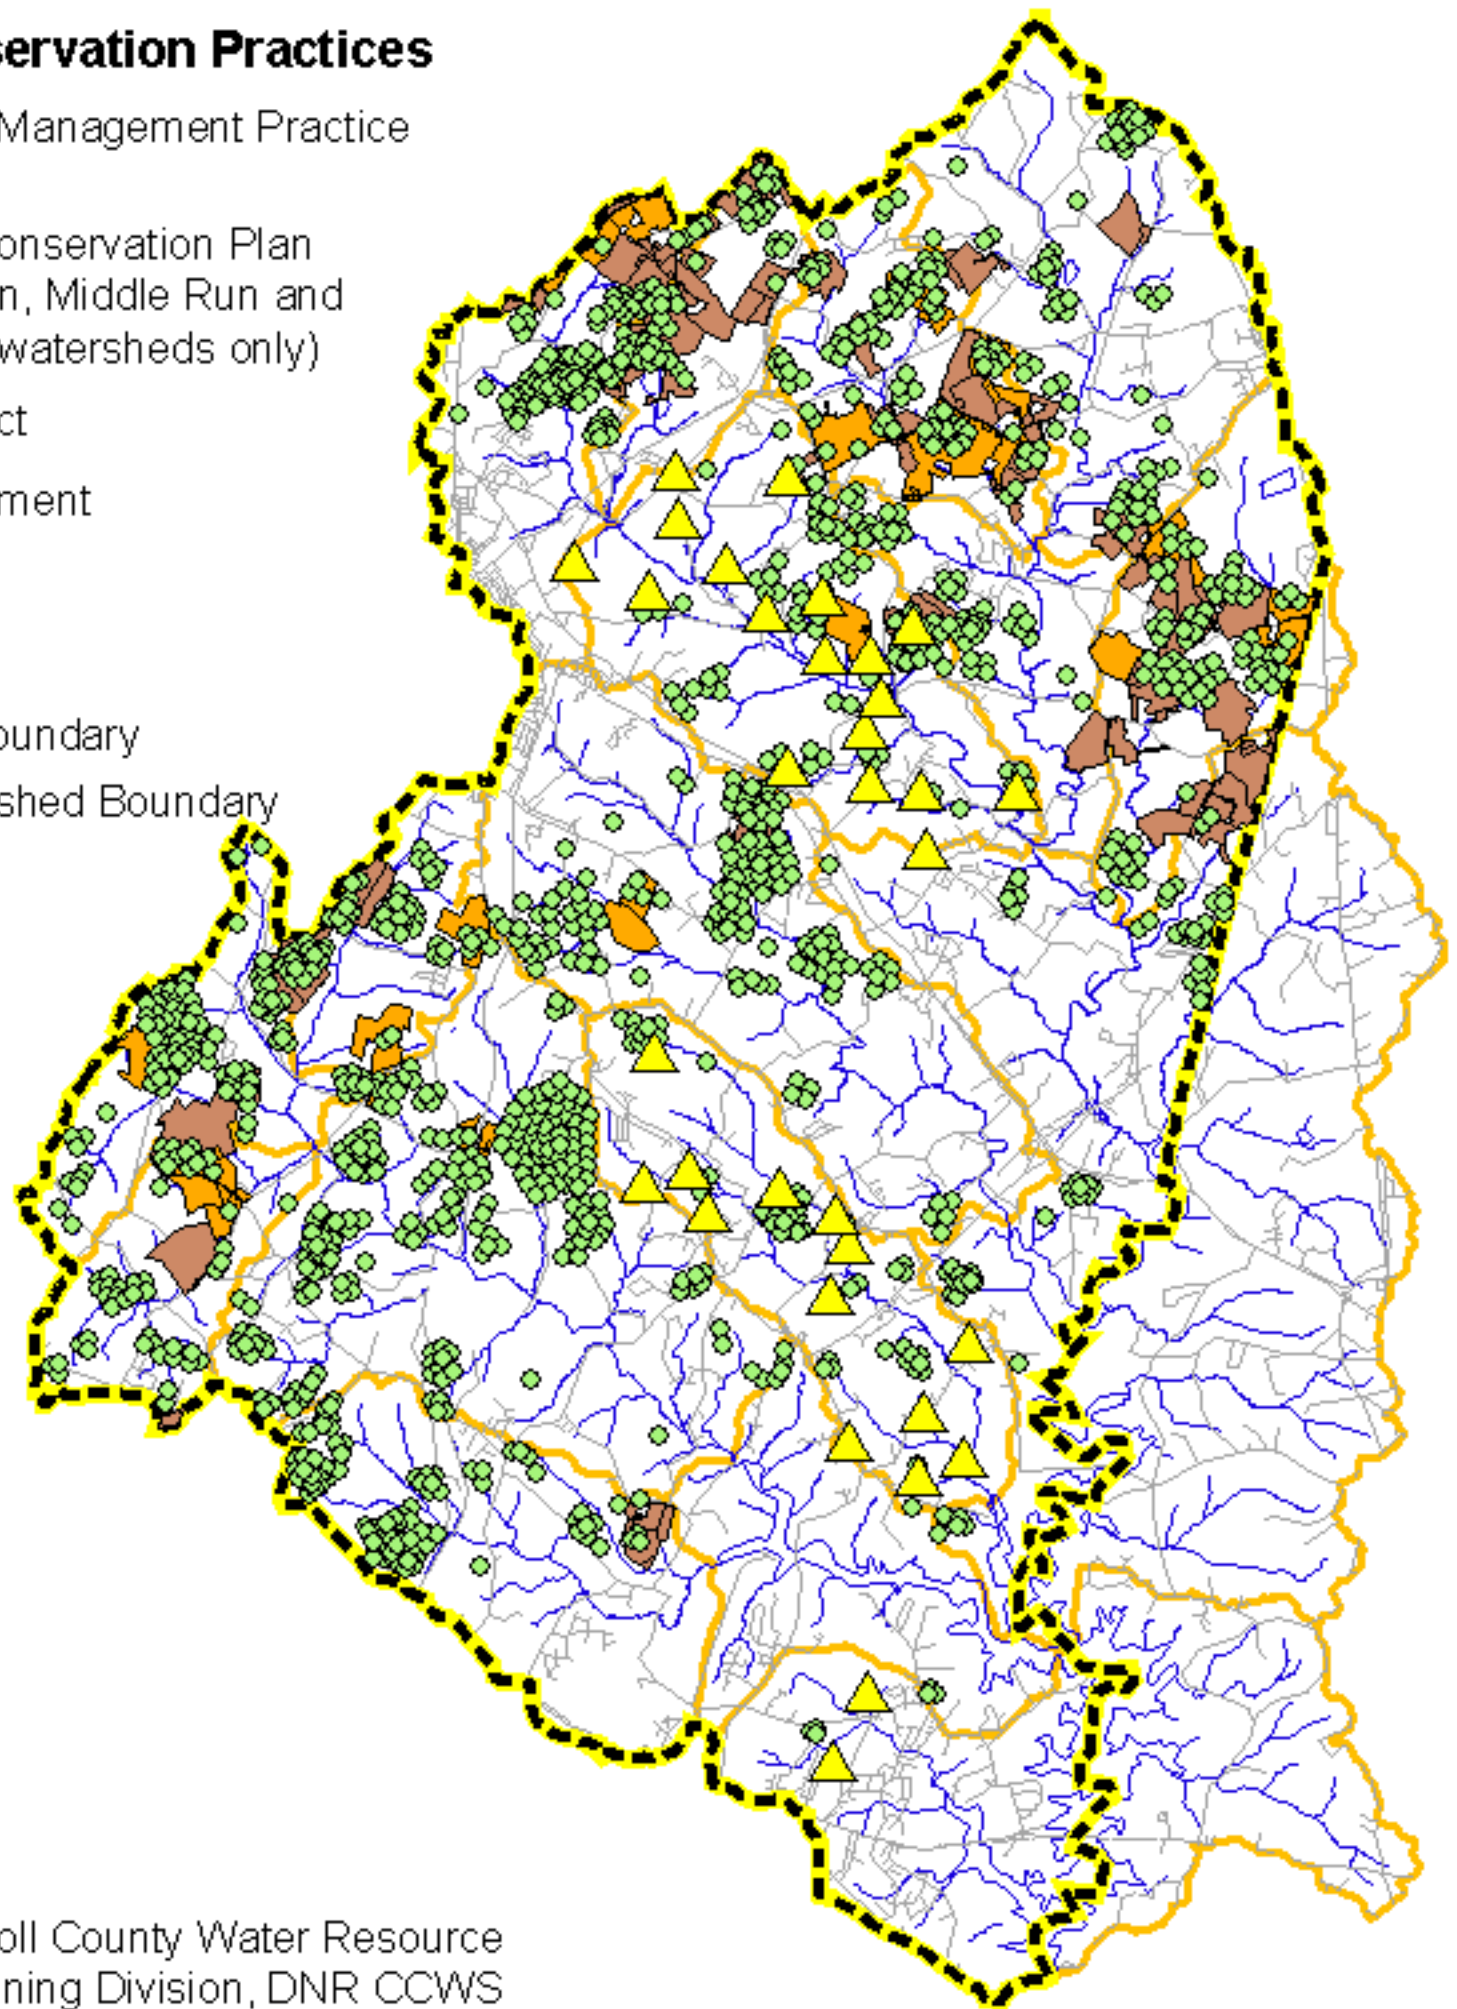 servation Practices
Management Practice
onservation Plan
n, Middle Run and
watersheds only)
ct
ment
oundary
shed Boundary
oll County Water Resource
ning Division, DNR CCWS